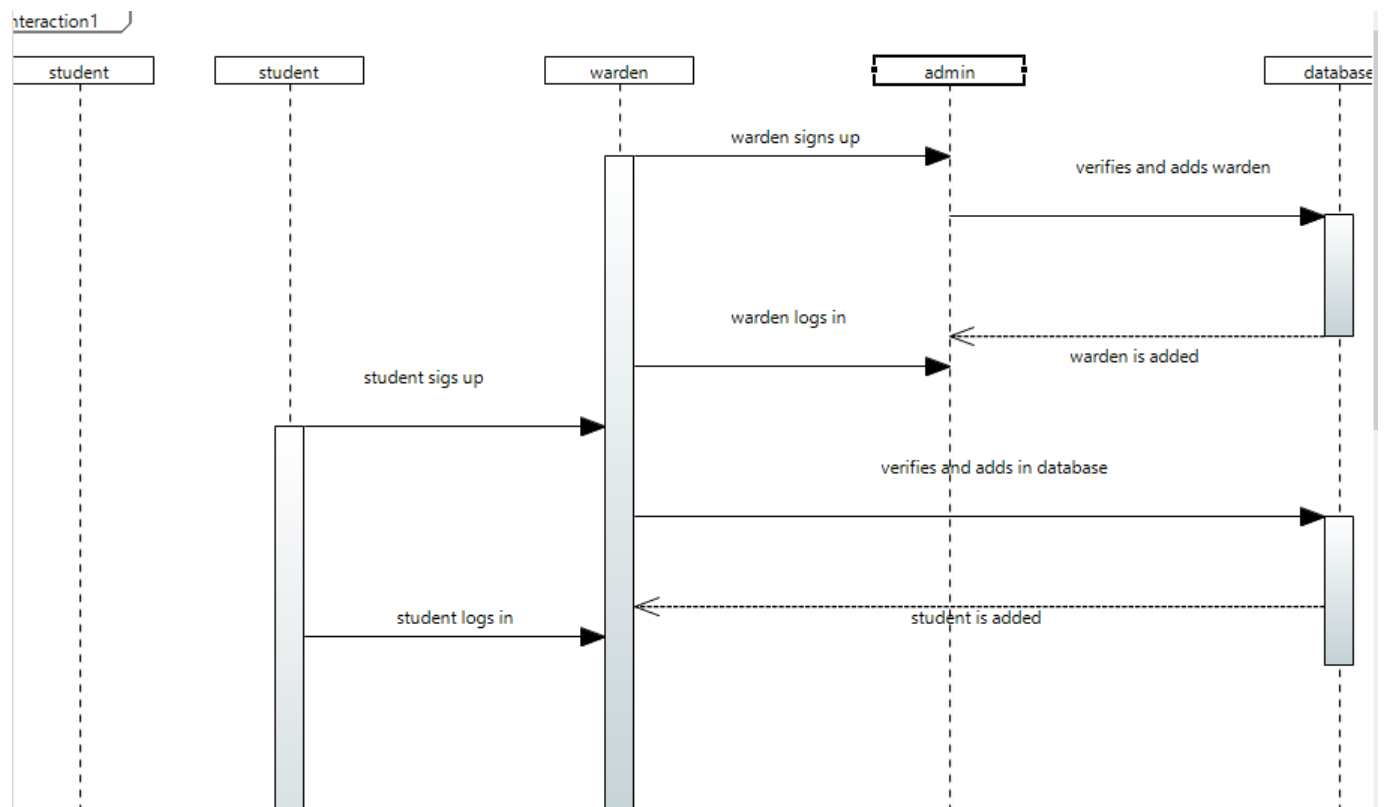 nteraction1
student
student
warden
admin
database
warden signs up
verifies and adds warden
warden logs in
warden is added
student sigs up
verifies and adds in database
student logs in
student is added